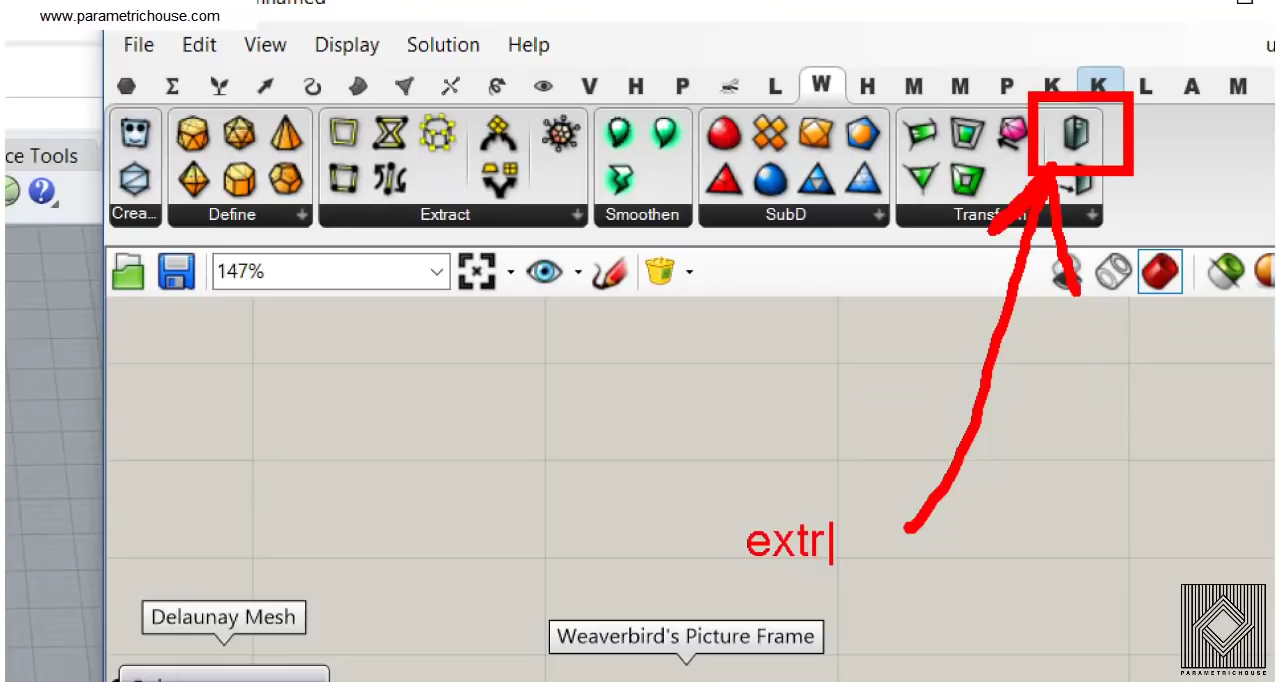 www.parametrichouse.com
File Edit View Display Solution Help
V H P L W H M M P K K L A M
ce Tools
Crea... Define Extract Smoothen SubD
147%
extr
Delaunay Mesh
Weaverbird's Picture Frame
PARAMETRICHOUSE